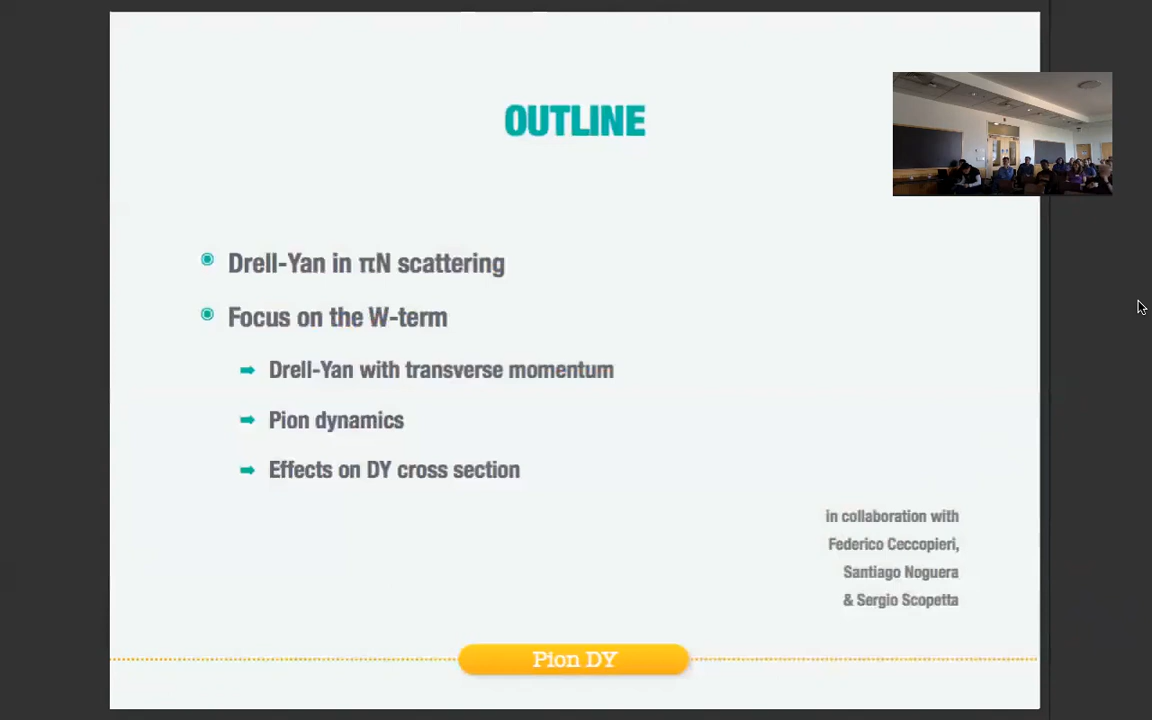 OUTLINE
Drell-Yan in πN scattering
Focus on the W-term
Drell-Yan with transverse momentum
Pion dynamics
Effects on DY cross section
in collaboration with
Federico Ceccopieri,
Santiago Noguera
& Sergio Scopetta
Pion DY